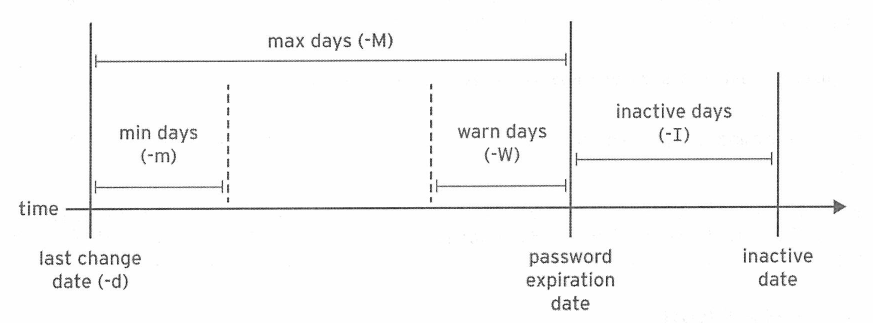 max days (-M)
min days
(-m)
warn days
(-W)
inactive days
(-I)
time
last change
date (-d)
password
expiration
date
inactive
date